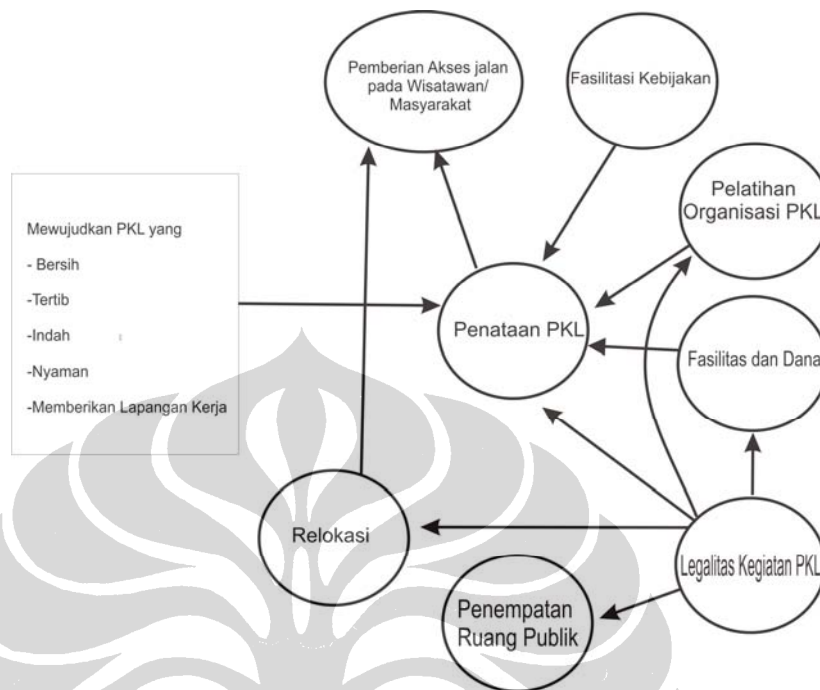 Pemberian Akses jalan
pada Wisatawan/
Masyarakat
Fasilitasi Kebijakan
Pelatihan
Organisasi PKL
Mewujudkan PKL yang
- Bersih
-Tertib
-Indah
-Nyaman
-Memberikan Lapangan Kerja
Penataan PKL
Fasilitas dan Dana
Relokasi
Legalitas Kegiatan PKL
Penempatan
Ruang Publik